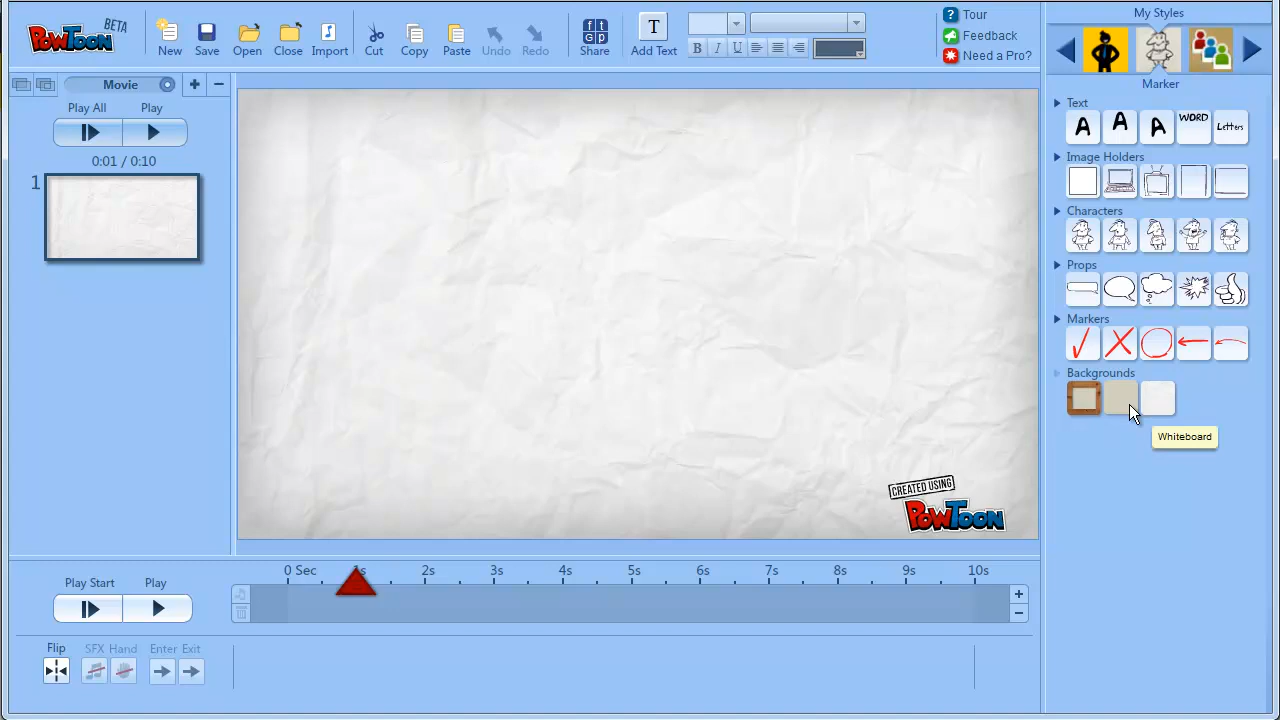 PowToon BETA
New Save Open Close Import Cut Copy Paste Undo Redo
f t g p
Share
T
Add Text
B I U
? Tour
Feedback
Need a Pro?
My Styles
Marker
Movie
Play All Play
0:01 / 0:10
1
Text
A A A WORD Letters
Image Holders
Characters
Props
Markers
Backgrounds
Whiteboard
CREATED USING
PowToon
Play Start Play
0 Sec 1s 2s 3s 4s 5s 6s 7s 8s 9s 10s
Flip SFX Hand Enter Exit